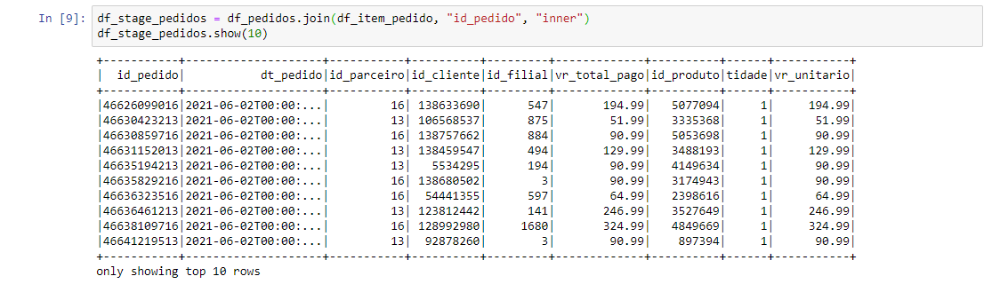 In [9]: df_stage_pedidos = df_pedidos.join(df_item_pedido, "id_pedido", "inner")
df_stage_pedidos.show(10)
+-----------+--------------------+-----------+----------+---------+-------------+----------+------+-----------+
|  id_pedido|           dt_pedido|id_parceiro|id_cliente|id_filial|vr_total_pago|id_produto|tidade|vr_unitario|
+-----------+--------------------+-----------+----------+---------+-------------+----------+------+-----------+
|46626099016|2021-06-02T00:00:...|         16| 138633690|      547|       194.99|   5077094|     1|     194.99|
|46630423213|2021-06-02T00:00:...|         13| 106568537|      875|        51.99|   3335368|     1|      51.99|
|46630859716|2021-06-02T00:00:...|         16| 138757662|      884|        90.99|   5053698|     1|      90.99|
|46631152013|2021-06-02T00:00:...|         13| 138459547|      494|       129.99|   3488193|     1|     129.99|
|46635194213|2021-06-02T00:00:...|         13|   5534295|      194|        90.99|   4149634|     1|      90.99|
|46635829216|2021-06-02T00:00:...|         16| 138680502|        3|        90.99|   3174943|     1|      90.99|
|46636323516|2021-06-02T00:00:...|         16|  54441355|      597|        64.99|   2398616|     1|      64.99|
|46636461213|2021-06-02T00:00:...|         13| 123812442|      141|       246.99|   3527649|     1|     246.99|
|46638109716|2021-06-02T00:00:...|         16| 128992980|     1680|       324.99|   4849669|     1|     324.99|
|46641219513|2021-06-02T00:00:...|         13|  92878260|        3|        90.99|    897394|     1|      90.99|
+-----------+--------------------+-----------+----------+---------+-------------+----------+------+-----------+
only showing top 10 rows